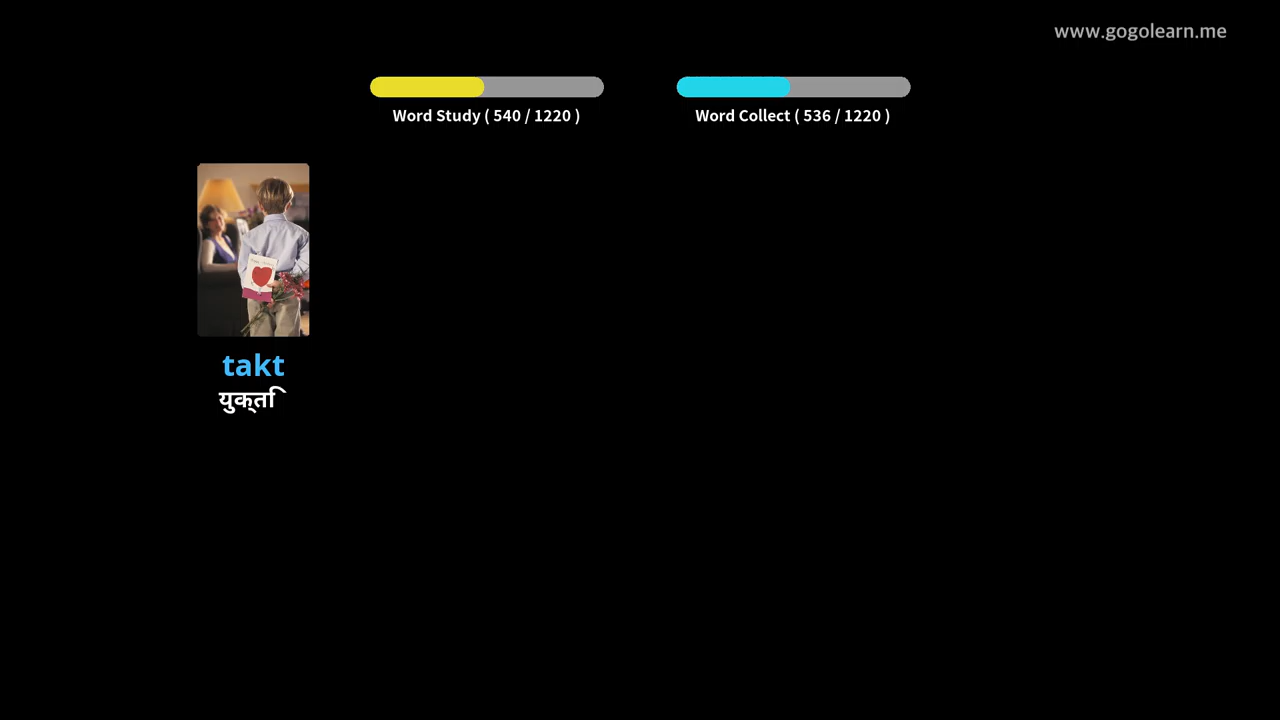 www.gogolearn.me
Word Study ( 540 / 1220 )
Word Collect ( 536 / 1220 )
takt
युक्ति